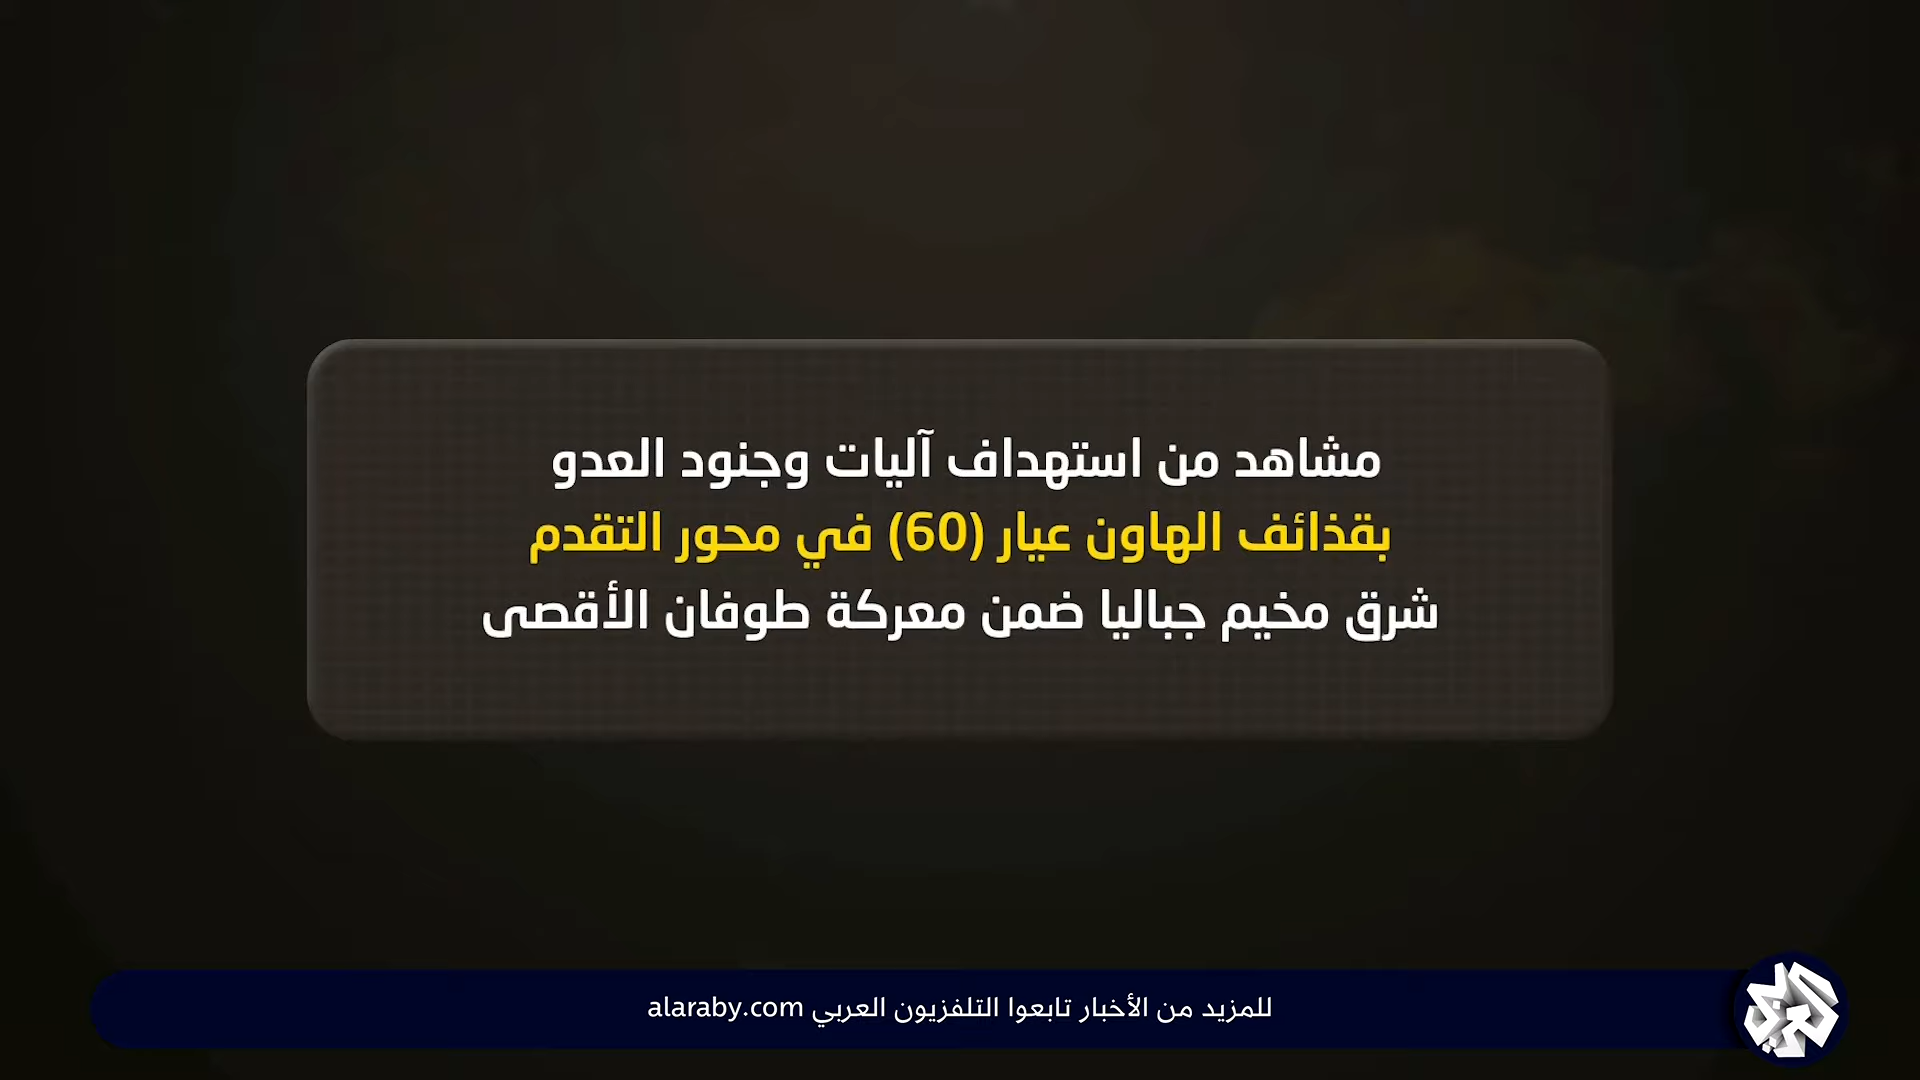 مشاهد من استهداف آليات وجنود العدو
بقذائف الهاون عيار (60) في محور التقدم
شرق مخيم جباليا ضمن معركة طوفان الأقصى
للمزيد من الأخبار تابعوا التلفزيون العربي alaraby.com
العربي